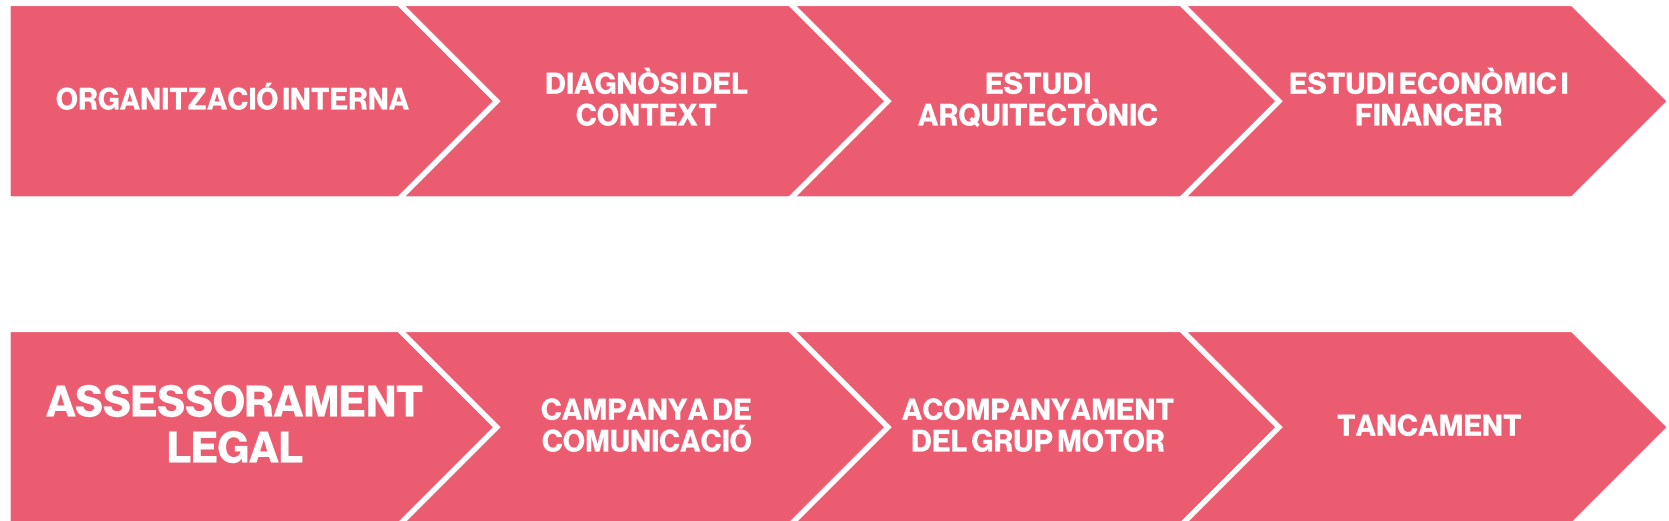 ORGANITZACIÓ INTERNA
DIAGNÒSI DEL
CONTEXT
ESTUDI
ARQUITECTÒNIC
ESTUDI ECONÒMIC I
FINANCER
ASSESSORAMENT
LEGAL
CAMPANYA DE
COMUNICACIÓ
ACOMPANYAMENT
DEL GRUP MOTOR
TANCAMENT